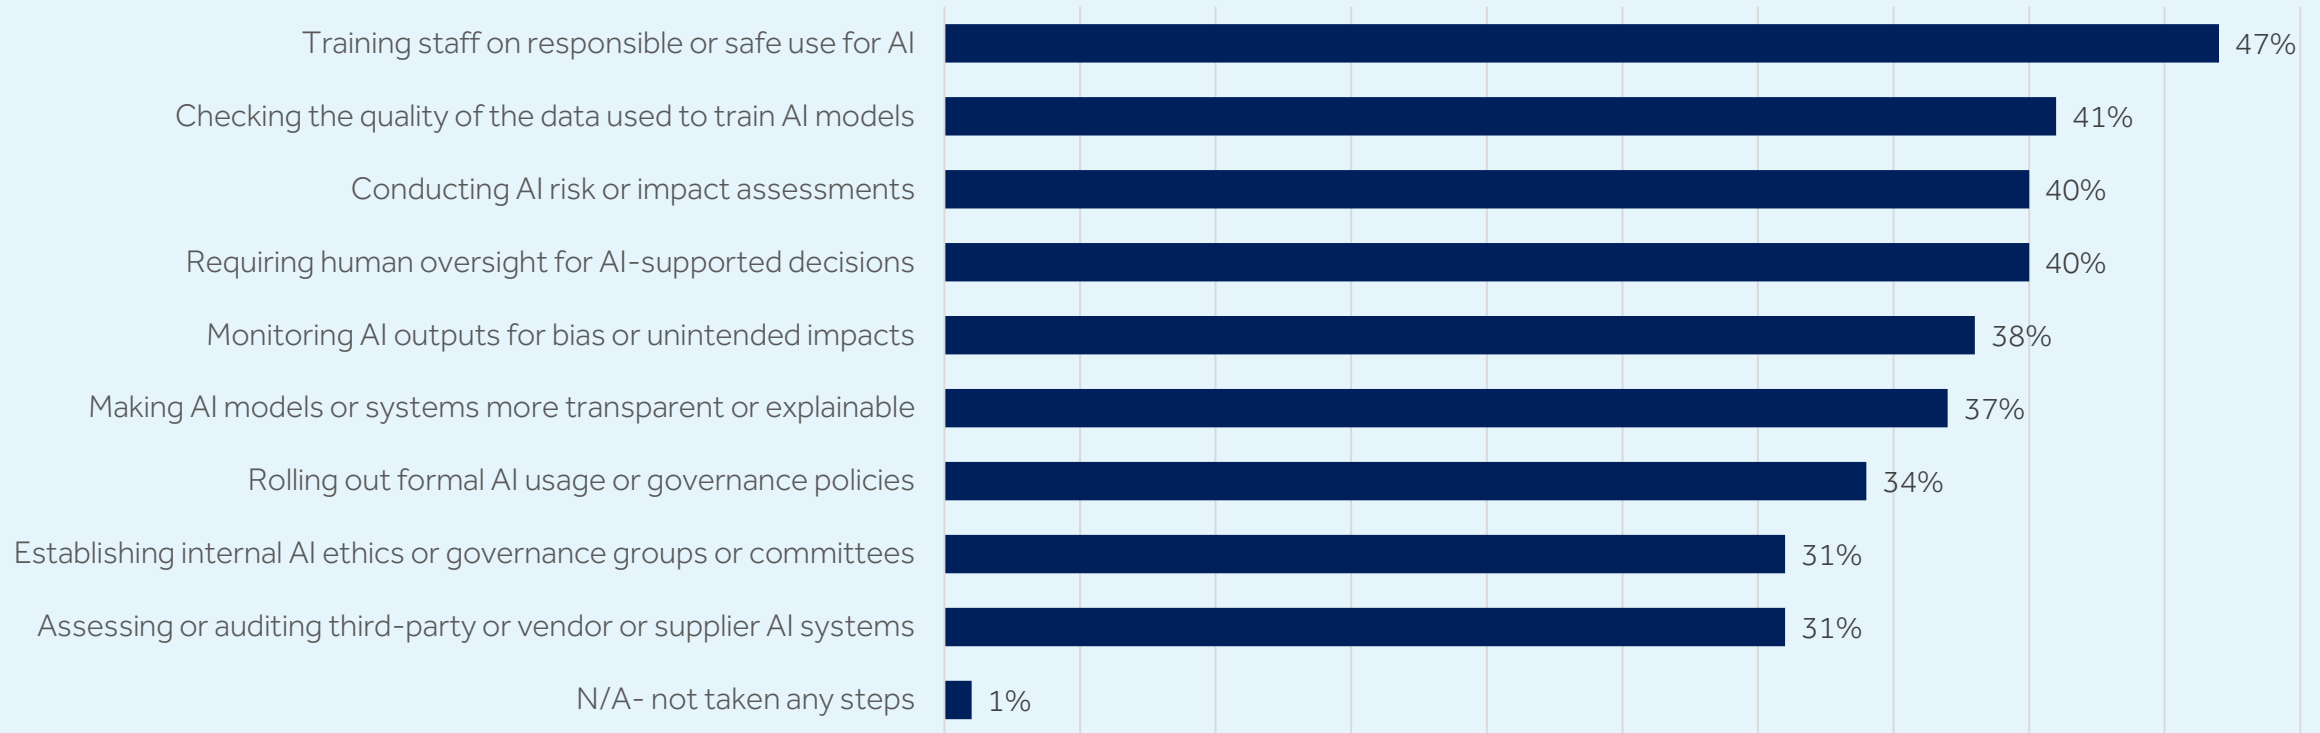 Training staff on responsible or safe use for AI 47%
Checking the quality of the data used to train AI models 41%
Conducting AI risk or impact assessments 40%
Requiring human oversight for AI-supported decisions 40%
Monitoring AI outputs for bias or unintended impacts 38%
Making AI models or systems more transparent or explainable 37%
Rolling out formal AI usage or governance policies 34%
Establishing internal AI ethics or governance groups or committees 31%
Assessing or auditing third-party or vendor or supplier AI systems 31%
N/A- not taken any steps 1%